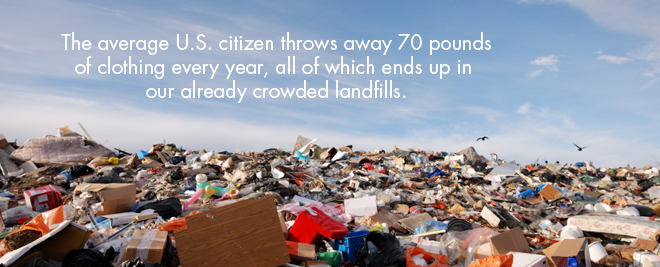 The average U.S. citizen throws away 70 pounds
of clothing every year, all of which ends up in
our already crowded landfills.